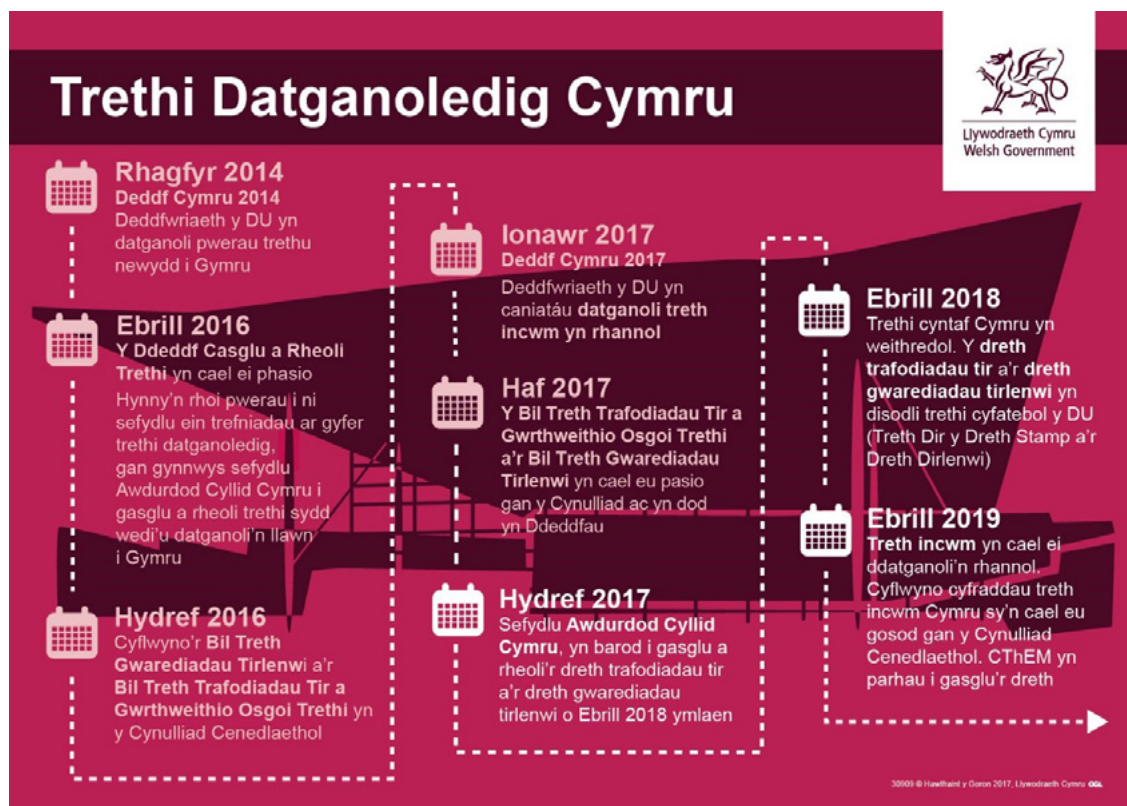 Trethi Datganoledig Cymru
Llywodraeth Cymru
Welsh Government
Rhagfyr 2014
Deddf Cymru 2014
Deddfwriaeth y DU yn
datganoli pwerau trethu
newydd i Gymru
Ebrill 2016
Y Ddeddf Casglu a Rheoli
Trethi yn cael ei phasio
Hynny'n rhoi pwerau i ni
sefydlu ein trefniadau ar gyfer
trethi datganoledig,
gan gynnwys sefydlu
Awdurdod Cyllid Cymru i
gasglu a rheoli trethi sydd
wedi'u datganoli'n llawn
i Gymru
Hydref 2016
Cyflwyno'r Bil Treth
Gwarediadau Tirlenwi a'r
Bil Treth Trafodiadau Tir a
Gwrthweithio Osgoi Trethi yn
y Cynulliad Cenedlaethol
Ionawr 2017
Deddf Cymru 2017
Deddfwriaeth y DU yn
caniatáu datganoli treth
incwm yn rhannol
Haf 2017
Y Bil Treth Trafodiadau Tir a
Gwrthweithio Osgoi Trethi
a'r Bil Treth Gwarediadau
Tirlenwi yn cael eu pasio
gan y Cynulliad ac yn dod
yn Ddeddfau
Hydref 2017
Sefydlu Awdurdod Cyllid
Cymru, yn barod i gasglu a
rheoli'r dreth trafodiadau tir
a'r dreth gwarediadau
tirlenwi o Ebrill 2018 ymlaen
Ebrill 2018
Trethi cyntaf Cymru yn
weithredol. Y dreth
trafodiadau tir a'r dreth
gwarediadau tirlenwi yn
disodli trethi cyfatebol y DU
(Treth Dir y Dreth Stamp a'r
Dreth Dirlenwi)
Ebrill 2019
Treth incwm yn cael ei
ddatganoli'n rhannol.
Cyflwyno cyfraddau treth
incwm Cymru sy'n cael eu
gosod gan y Cynulliad
Cenedlaethol. CThEM yn
parhau i gasglu'r dreth
30909 © Hawlfraint y Goron 2017, Llywodraeth Cymru OGL